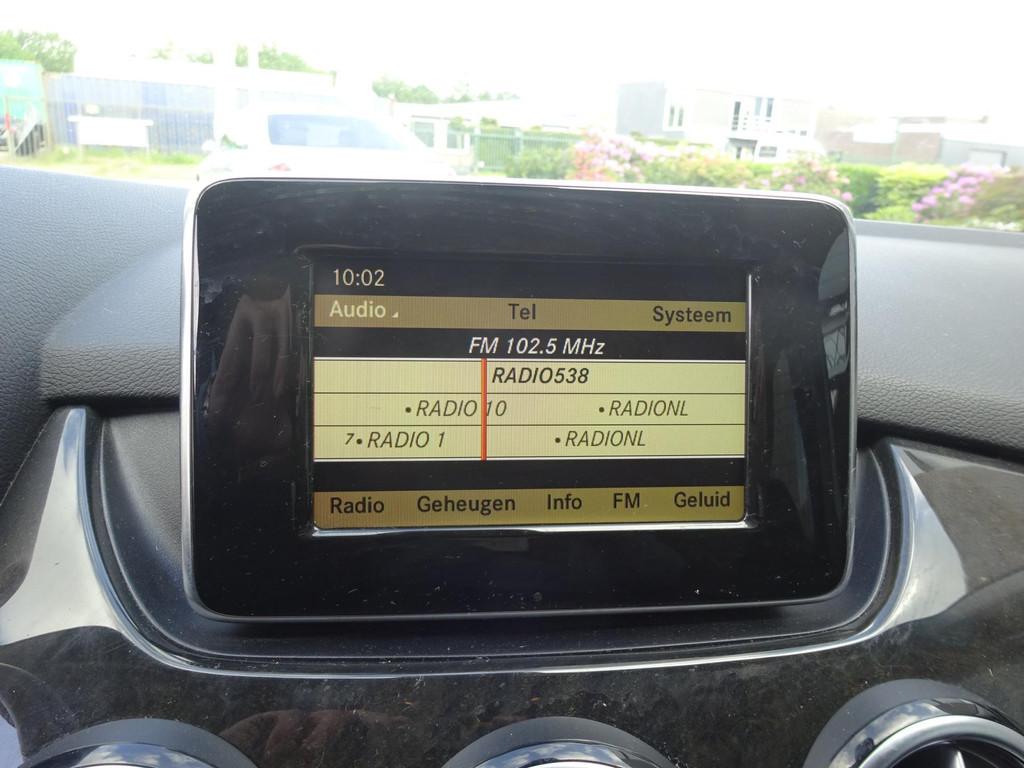 10:02
Audio Tel Systeem
FM 102.5 MHz
RADIO538
•RADIO 10 •RADIONL
7•RADIO 1 •RADIONL
Radio Geheugen Info FM Geluid